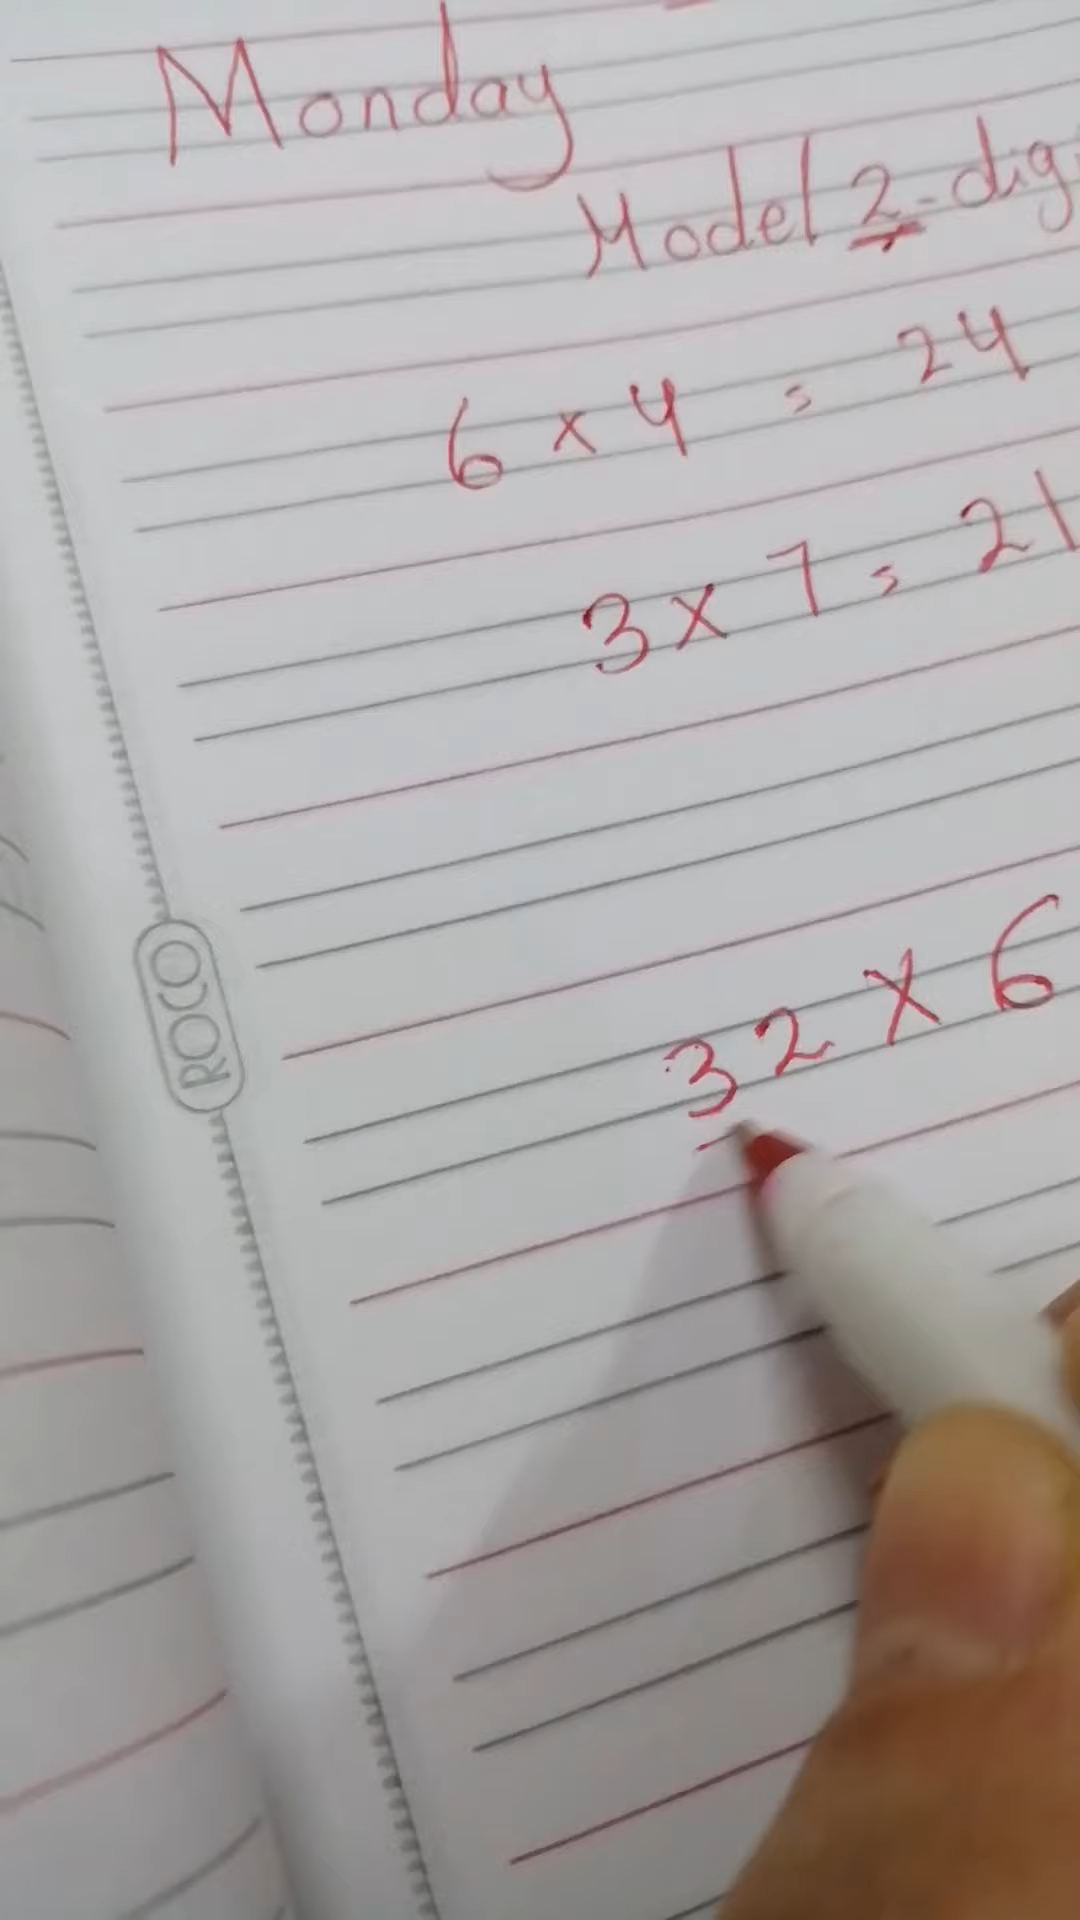 Monday
Model 2-dig
6 x 4 = 24
3 x 7 = 21
32 x 6
ROCO